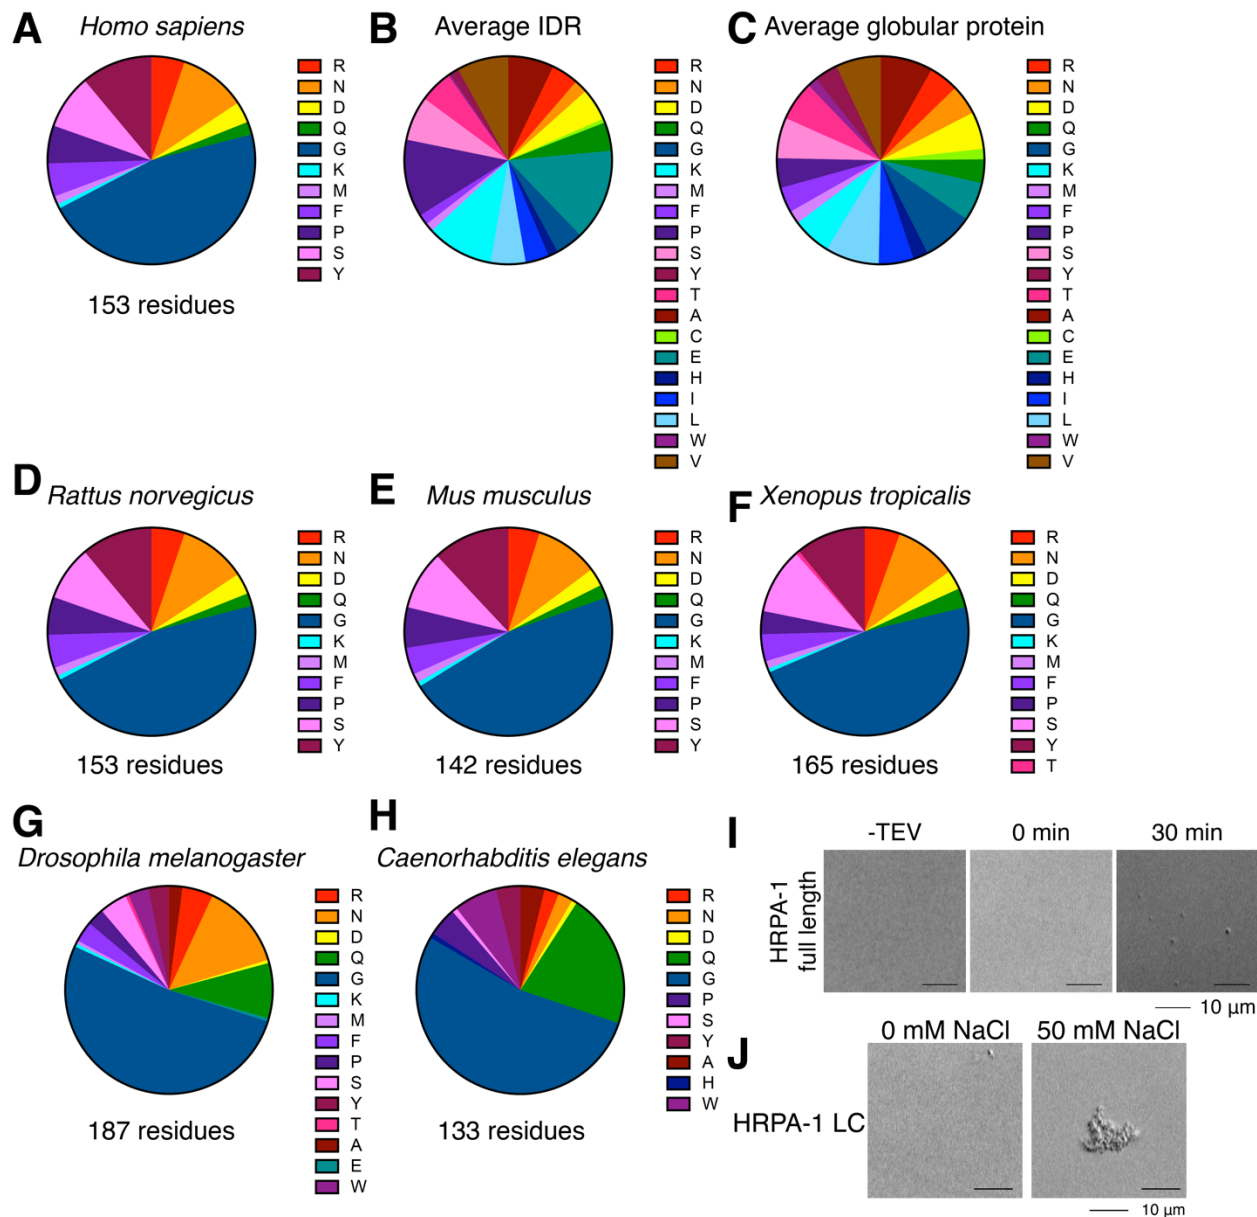 A
Homo sapiens
R
N
D
Q
G
K
M
F
P
S
Y
153 residues
B
Average IDR
R
N
D
Q
G
K
M
F
P
S
Y
T
A
C
E
H
I
L
W
V
C
Average globular protein
R
N
D
Q
G
K
M
F
P
S
Y
T
A
C
E
H
I
L
W
V
D
Rattus norvegicus
R
N
D
Q
G
K
M
F
P
S
Y
153 residues
E
Mus musculus
R
N
D
Q
G
K
M
F
P
S
Y
142 residues
F
Xenopus tropicalis
R
N
D
Q
G
K
M
F
P
S
Y
T
165 residues
G
Drosophila melanogaster
R
N
D
Q
G
K
M
F
P
S
Y
T
A
E
W
187 residues
H
Caenorhabditis elegans
R
N
D
Q
G
P
S
Y
A
H
W
133 residues
I
-TEV 0 min 30 min
HRPA-1
full length
10 µm
J
0 mM NaCl 50 mM NaCl
HRPA-1 LC
10 µm